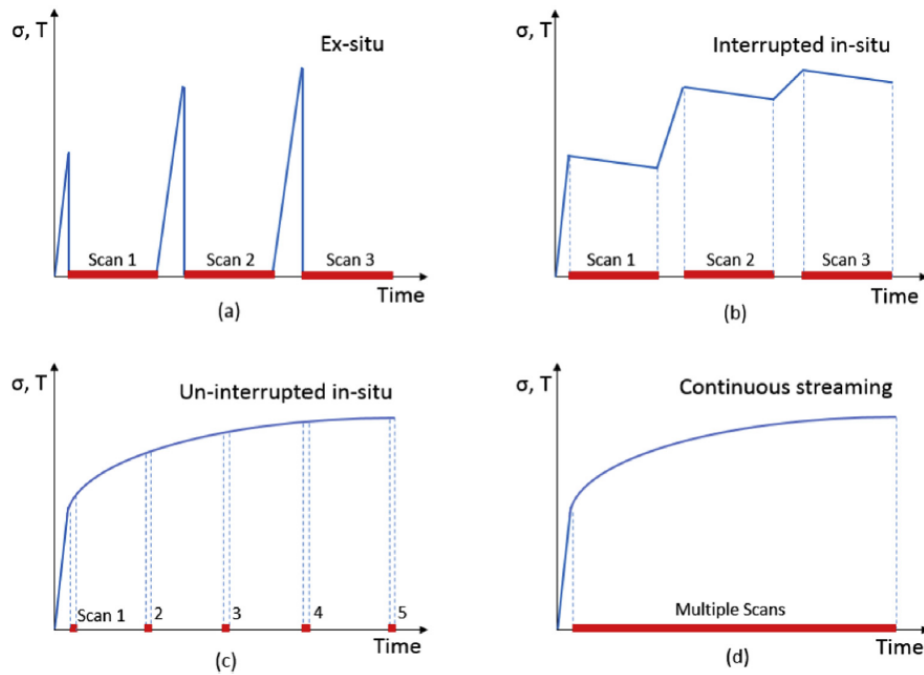 σ, T
Ex-situ
Scan 1
Scan 2
Scan 3
Time
(a)
σ, T
Interrupted in-situ
Scan 1
Scan 2
Scan 3
Time
(b)
σ, T
Un-interrupted in-situ
Scan 1
2
3
4
5
Time
(c)
σ, T
Continuous streaming
Multiple Scans
Time
(d)